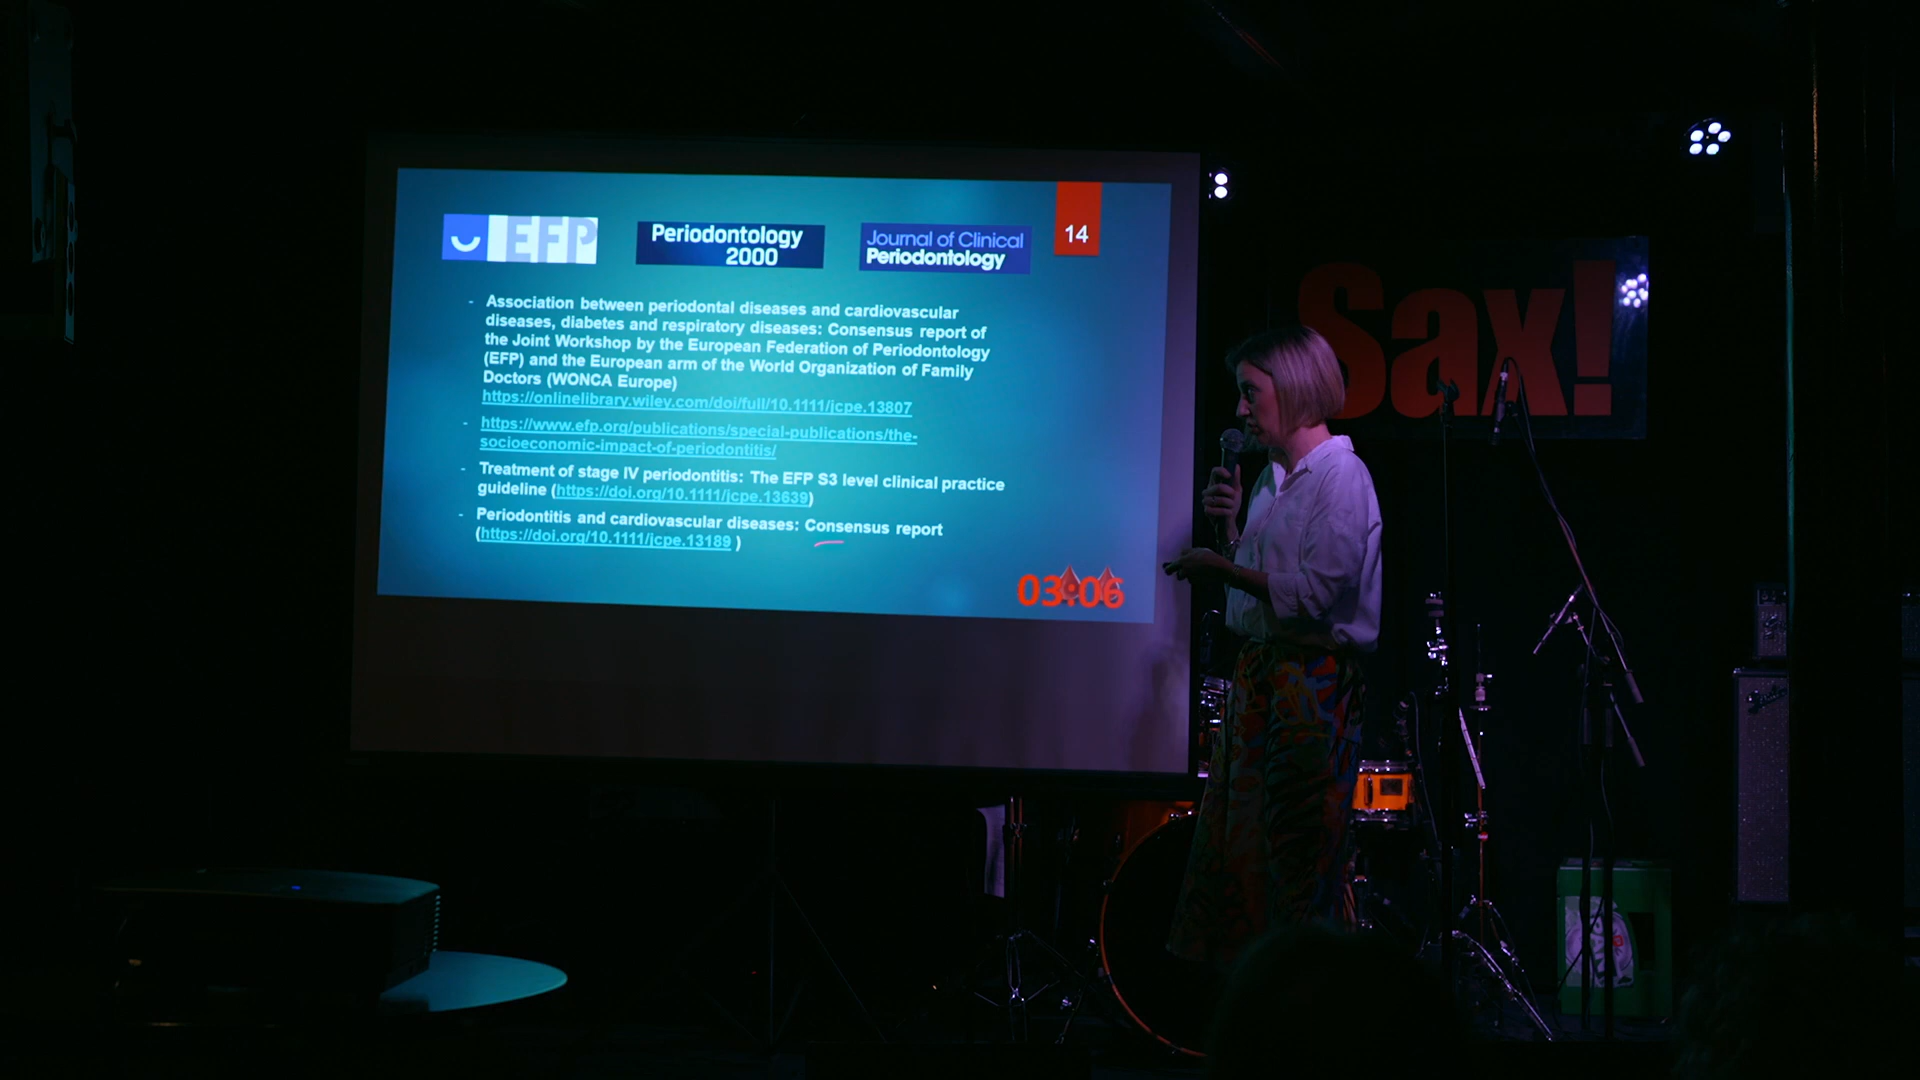 EFP
Periodontology
2000
Journal of Clinical
Periodontology
14
- Association between periodontal diseases and cardiovascular
diseases, diabetes and respiratory diseases: Consensus report of
the Joint Workshop by the European Federation of Periodontology
(EFP) and the European arm of the World Organization of Family
Doctors (WONCA Europe)
https://onlinelibrary.wiley.com/doi/full/10.1111/jcpe.13807
- https://www.efp.org/publications/special-publications/the-
socioeconomic-impact-of-periodontitis/
- Treatment of stage IV periodontitis: The EFP S3 level clinical practice
guideline (https://doi.org/10.1111/jcpe.13639)
- Periodontitis and cardiovascular diseases: Consensus report
(https://doi.org/10.1111/jcpe.13189 )
03:06
Sax!
Fender